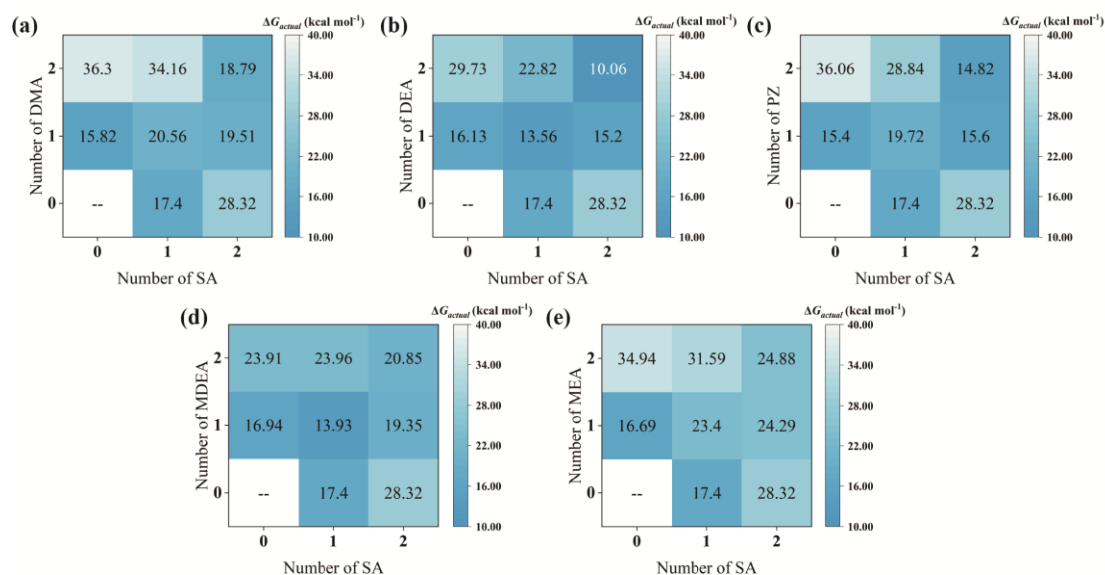 (a)
ΔG_actual (kcal mol⁻¹)
Number of DMA
2 36.3 34.16 18.79
1 15.82 20.56 19.51
0 -- 17.4 28.32
0 1 2
Number of SA
40.00
34.00
28.00
22.00
16.00
10.00
(b)
ΔG_actual (kcal mol⁻¹)
Number of DEA
2 29.73 22.82 10.06
1 16.13 13.56 15.2
0 -- 17.4 28.32
0 1 2
Number of SA
40.00
34.00
28.00
22.00
16.00
10.00
(c)
ΔG_actual (kcal mol⁻¹)
Number of PZ
2 36.06 28.84 14.82
1 15.4 19.72 15.6
0 -- 17.4 28.32
0 1 2
Number of SA
40.00
34.00
28.00
22.00
16.00
10.00
(d)
ΔG_actual (kcal mol⁻¹)
Number of MDEA
2 23.91 23.96 20.85
1 16.94 13.93 19.35
0 -- 17.4 28.32
0 1 2
Number of SA
40.00
34.00
28.00
22.00
16.00
10.00
(e)
ΔG_actual (kcal mol⁻¹)
Number of MEA
2 34.94 31.59 24.88
1 16.69 23.4 24.29
0 -- 17.4 28.32
0 1 2
Number of SA
40.00
34.00
28.00
22.00
16.00
10.00